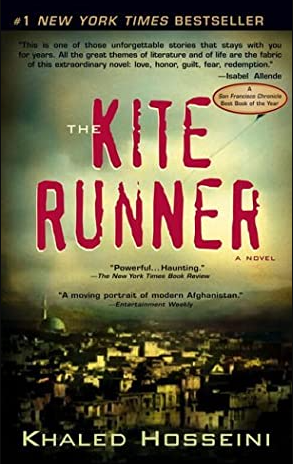 #1 NEW YORK TIMES BESTSELLER
"This is one of those unforgettable stories that stays with you
for years. All the great themes of literature and of life are the fabric
of this extraordinary novel: love, honor, guilt, fear, redemption."
—Isabel Allende
A
San Francisco Chronicle
Best Book of the Year
THE
KITE
RUNNER
A NOVEL
"Powerful...Haunting."
—The New York Times Book Review
"A moving portrait of modern Afghanistan."
—Entertainment Weekly
KHALED HOSSEINI